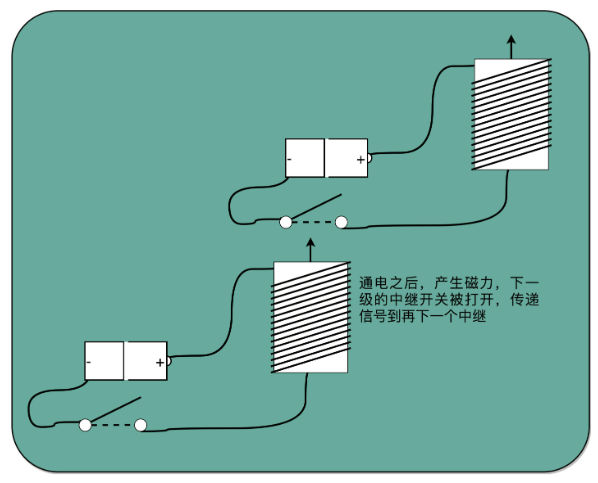 - +
通电之后，产生磁力，下一
级的中继开关被打开，传递
信号到再下一个中继
- +